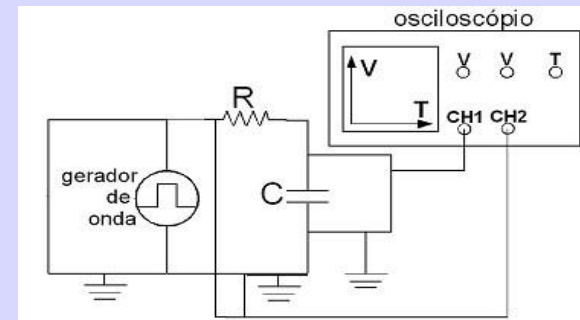 osciloscópio
V
V V T
T
CH1 CH2
R
gerador
de
onda
C